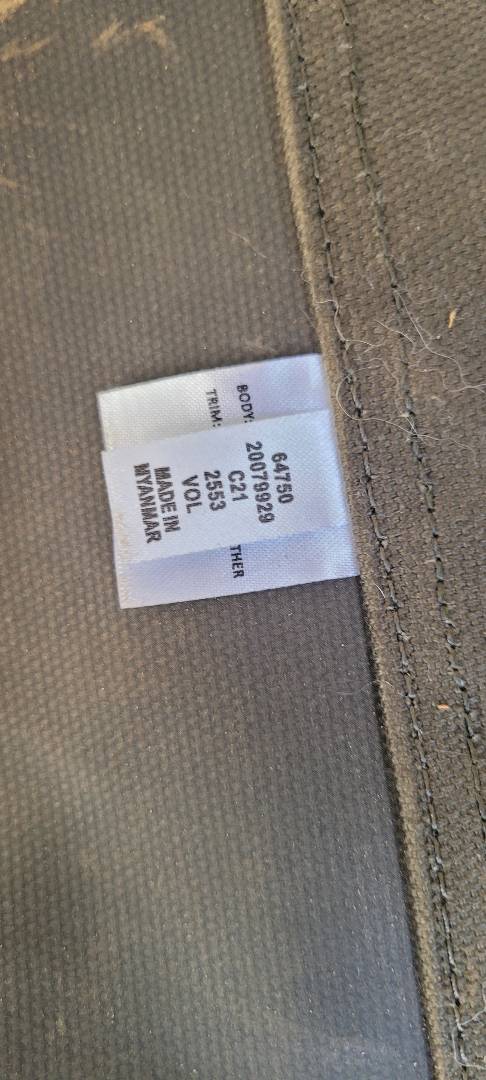 BODY:
TRIM:
THER
64750
20079929
C21
2553
VOL
MADE IN
MYANMAR